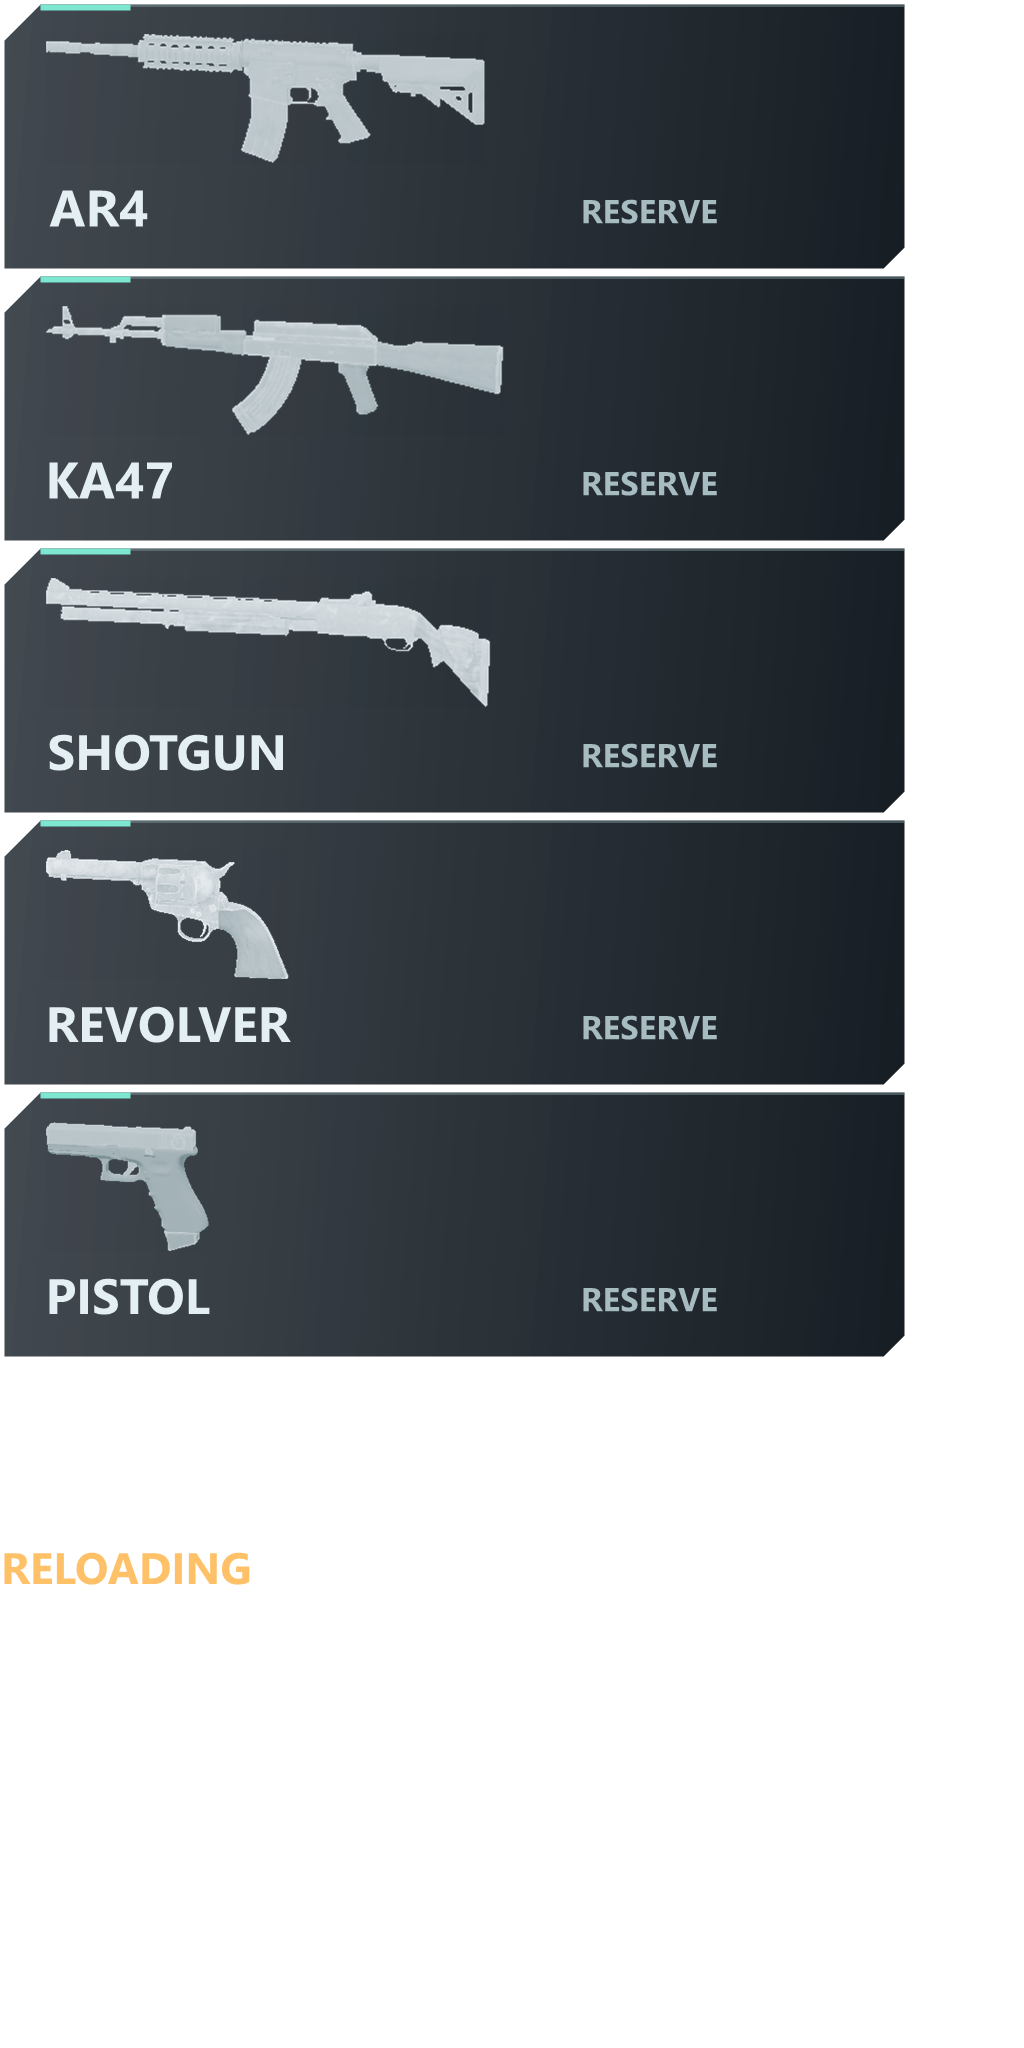 AR4
RESERVE
KA47
RESERVE
SHOTGUN
RESERVE
REVOLVER
RESERVE
PISTOL
RESERVE
RELOADING